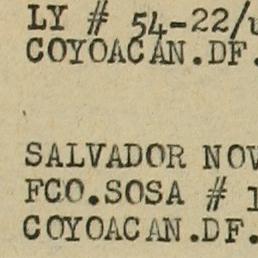 LY # 54-22/
COYOACAN.DF.
SALVADOR NOV
FCO.SOSA # 1
COYOACAN.DF.